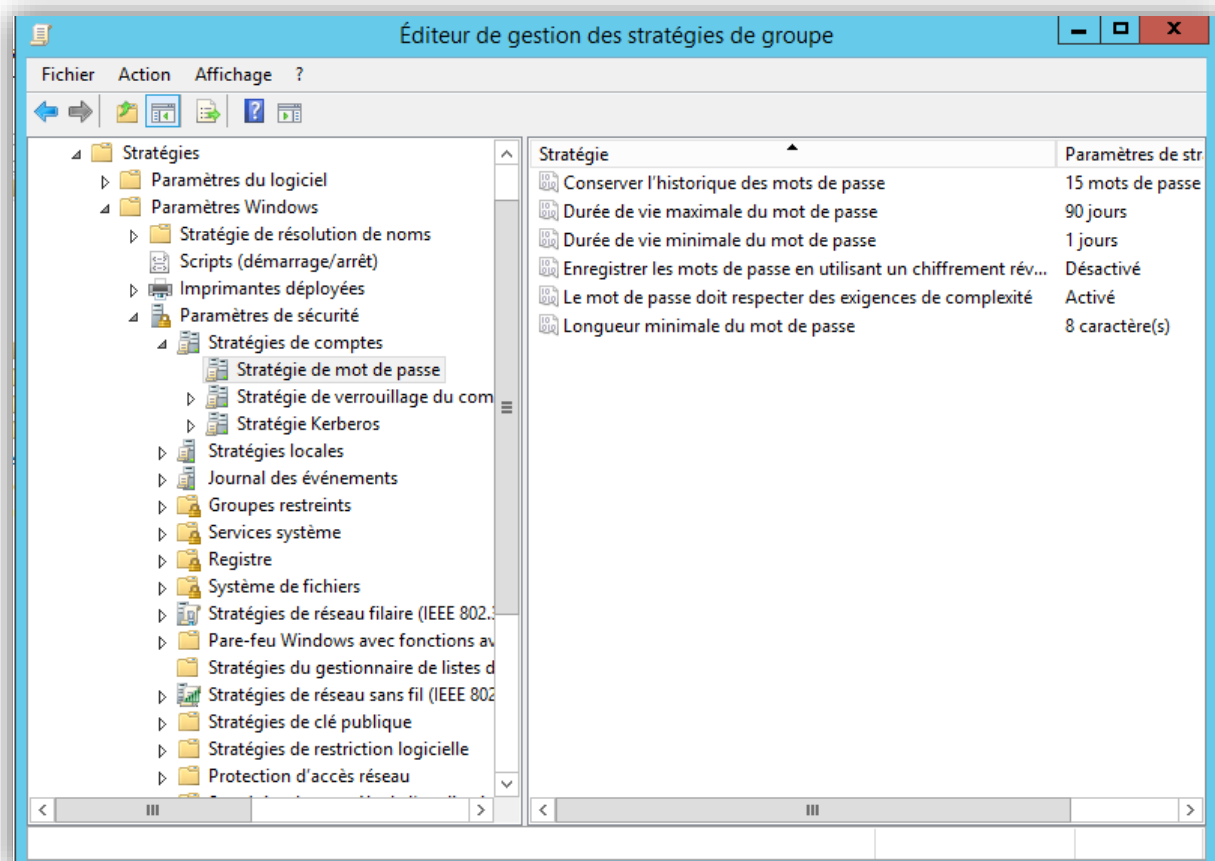 Éditeur de gestion des stratégies de groupe
Fichier Action Affichage ?
Stratégies
Paramètres du logiciel
Paramètres Windows
Stratégie de résolution de noms
Scripts (démarrage/arrêt)
Imprimantes déployées
Paramètres de sécurité
Stratégies de comptes
Stratégie de mot de passe
Stratégie de verrouillage du com
Stratégie Kerberos
Stratégies locales
Journal des événements
Groupes restreints
Services système
Registre
Système de fichiers
Stratégies de réseau filaire (IEEE 802.3
Pare-feu Windows avec fonctions av
Stratégies du gestionnaire de listes d
Stratégies de réseau sans fil (IEEE 802
Stratégies de clé publique
Stratégies de restriction logicielle
Protection d'accès réseau
Stratégie Paramètres de str
Conserver l'historique des mots de passe 15 mots de passe
Durée de vie maximale du mot de passe 90 jours
Durée de vie minimale du mot de passe 1 jours
Enregistrer les mots de passe en utilisant un chiffrement rév... Désactivé
Le mot de passe doit respecter des exigences de complexité Activé
Longueur minimale du mot de passe 8 caractère(s)